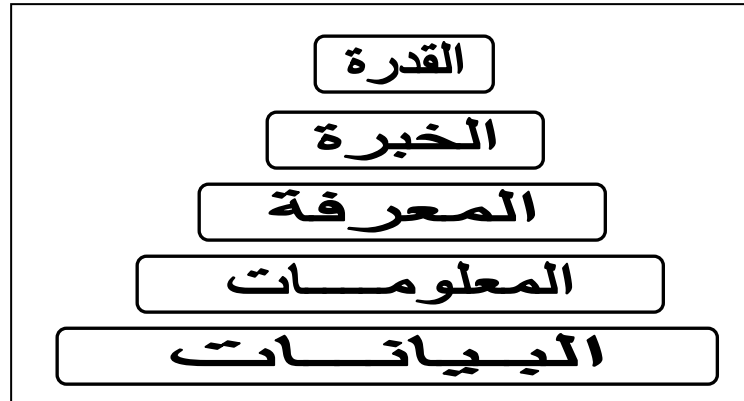 القدرة
الخبرة
المعرفة
المعلومات
البيانات